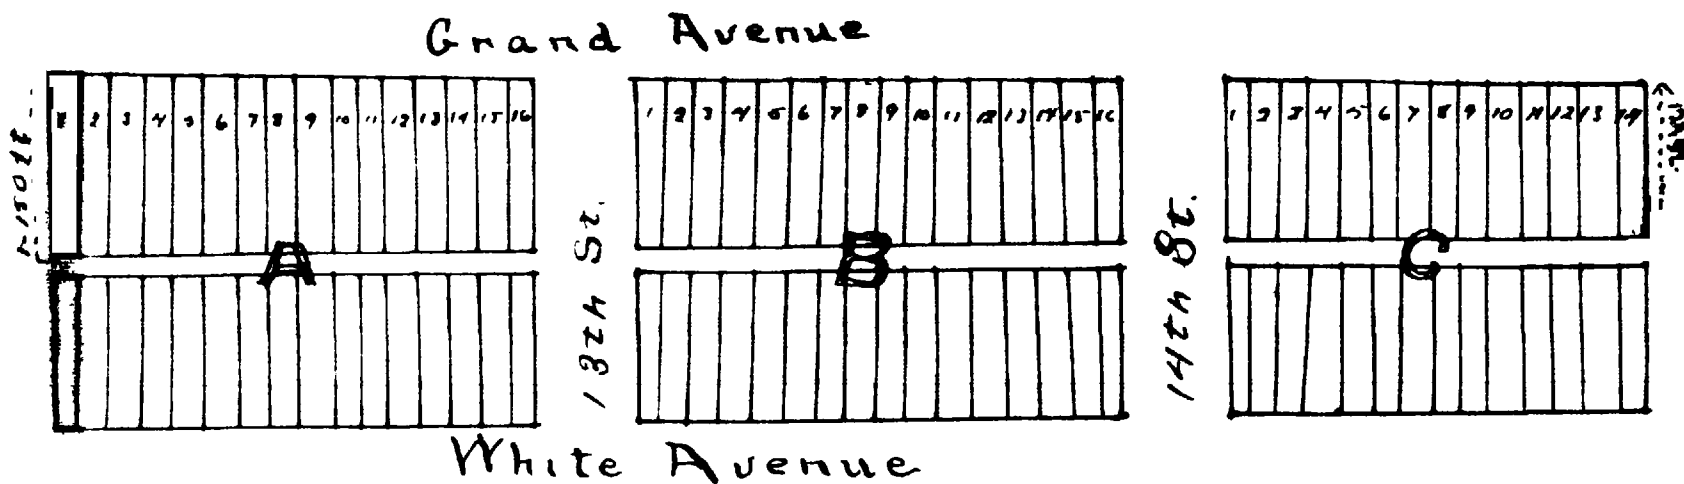 Grand Avenue
150 ft
1 2 3 4 5 6 7 8 9 10 11 12 13 14 15 16
1 2 3 4 5 6 7 8 9 10 11 12 13 14 15 16
1 2 3 4 5 6 7 8 9 10 11 12 13 14
A
13th St.
B
14th St.
C
White Avenue